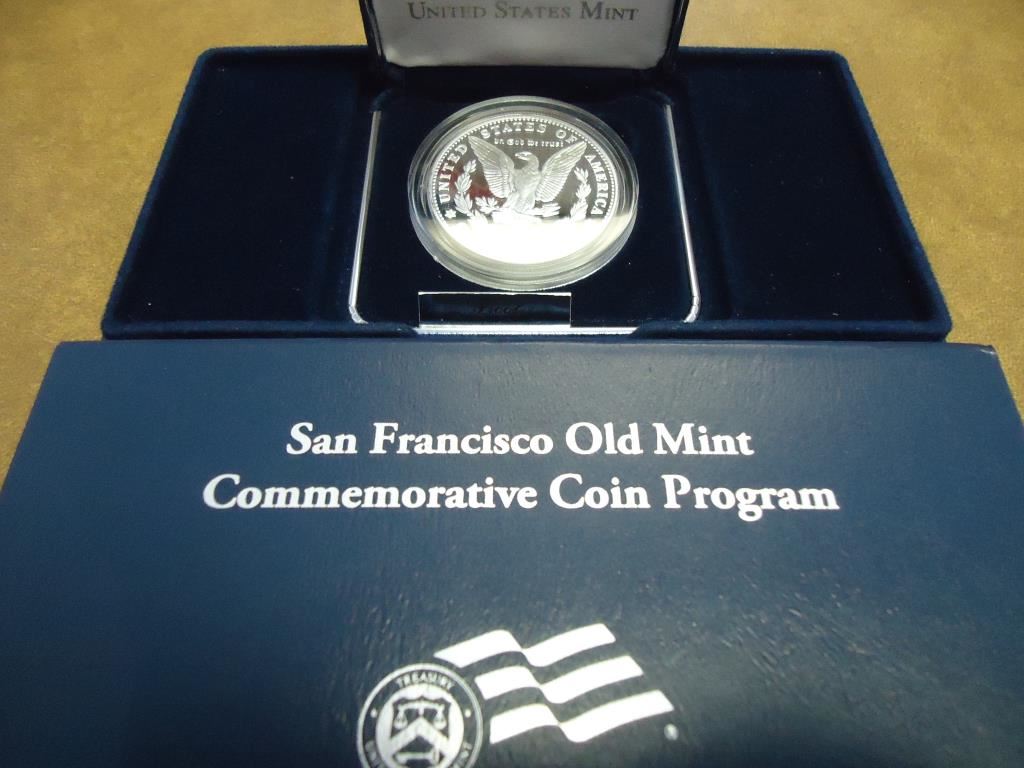 UNITED STATES MINT
UNITED STATES OF AMERICA
IN GOD WE TRUST
San Francisco Old Mint
Commemorative Coin Program
TREASURY